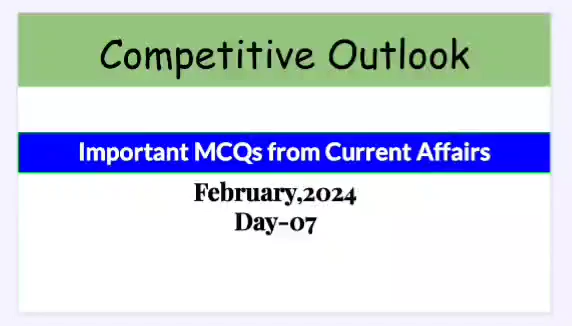 Competitive Outlook
Important MCQs from Current Affairs
February,2024
Day-07